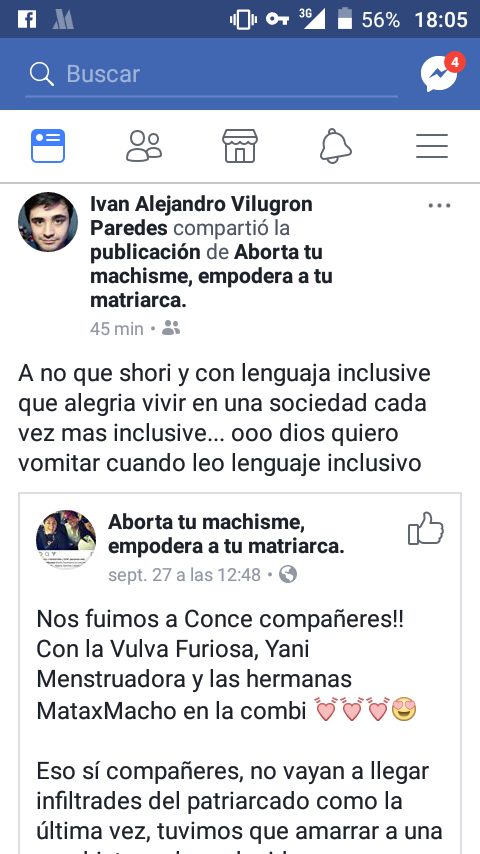 3G 56% 18:05
Buscar
4
Ivan Alejandro Vilugron
Paredes compartió la
publicación de Aborta tu
machisme, empodera a tu
matriarca.
45 min
A no que shori y con lenguaja inclusive
que alegria vivir en una sociedad cada
vez mas inclusive... ooo dios quiero
vomitar cuando leo lenguaje inclusivo
Aborta tu machisme,
empodera a tu matriarca.
sept. 27 a las 12:48
Nos fuimos a Conce compañeres!!
Con la Vulva Furiosa, Yani
Menstruadora y las hermanas
MataxMacho en la combi 💓💓💓😍
Eso sí compañeres, no vayan a llegar
infiltrades del patriarcado como la
última vez, tuvimos que amarrar a una